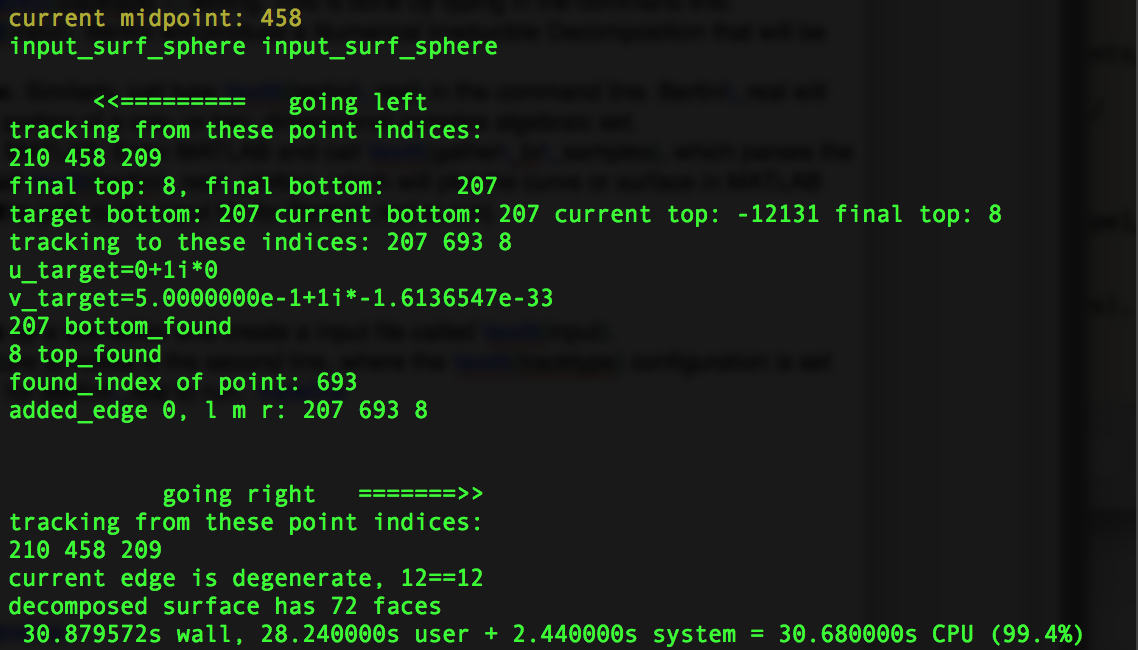 current midpoint: 458
input_surf_sphere input_surf_sphere
<<========= going left
tracking from these point indices:
210 458 209
final top: 8, final bottom: 207
target bottom: 207 current bottom: 207 current top: -12131 final top: 8
tracking to these indices: 207 693 8
u_target=0+1i*0
v_target=5.0000000e-1+1i*-1.6136547e-33
207 bottom_found
8 top_found
found_index of point: 693
added_edge 0, l m r: 207 693 8
going right =======>>
tracking from these point indices:
210 458 209
current edge is degenerate, 12==12
decomposed surface has 72 faces
30.879572s wall, 28.240000s user + 2.440000s system = 30.680000s CPU (99.4%)